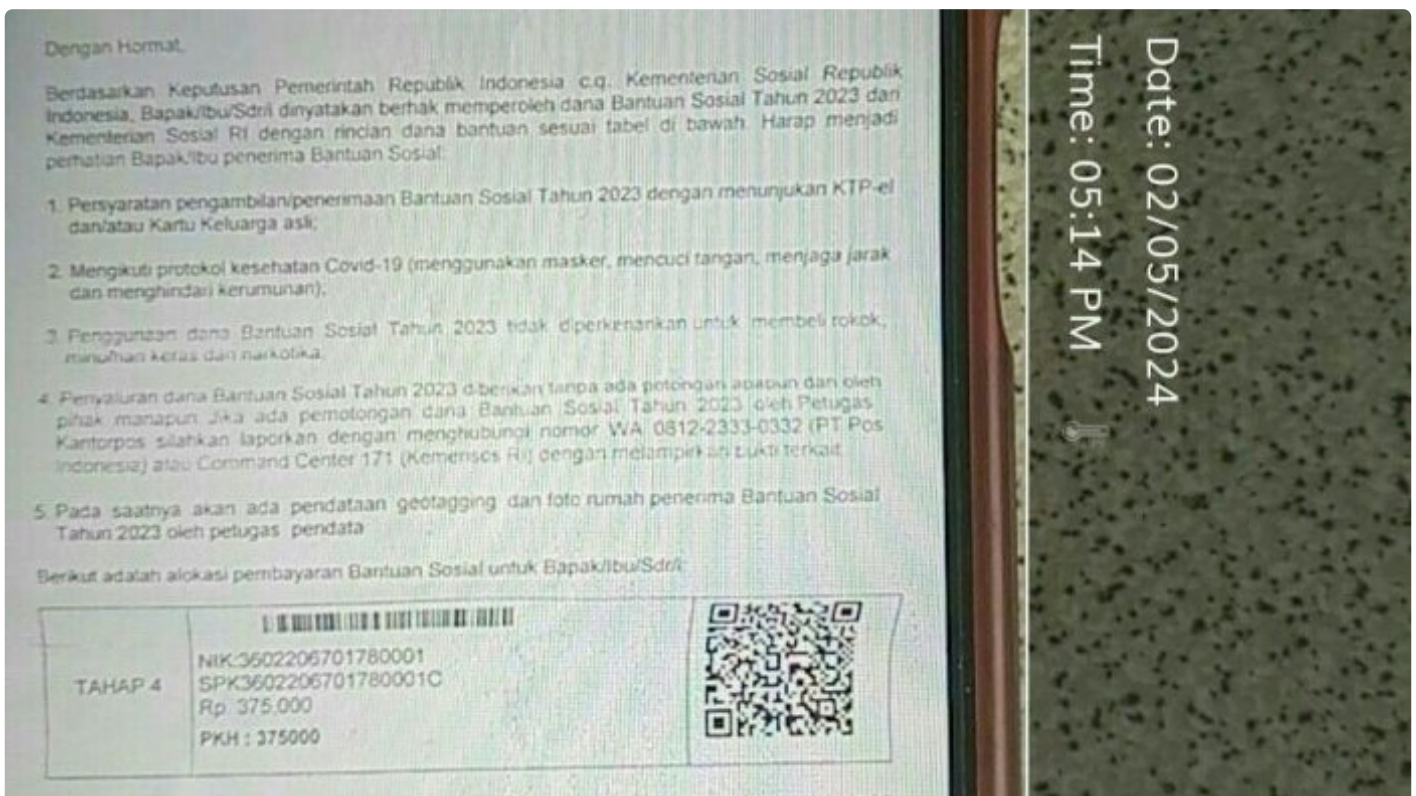 Dengan Hormat,
Berdasarkan Keputusan Pemerintah Republik Indonesia c.q. Kementerian Sosial Republik
Indonesia, Bapak/Ibu/Sdr/i dinyatakan berhak memperoleh dana Bantuan Sosial Tahun 2023 dari
Kementerian Sosial RI dengan rincian dana bantuan sesuai tabel di bawah. Harap menjadi
perhatian Bapak/Ibu penerima Bantuan Sosial:
1. Persyaratan pengambilan/penerimaan Bantuan Sosial Tahun 2023 dengan menunjukan KTP-el
dan/atau Kartu Keluarga asli;
2. Mengikuti protokol kesehatan Covid-19 (menggunakan masker, mencuci tangan, menjaga jarak
dan menghindari kerumunan);
3. Penggunaan dana Bantuan Sosial Tahun 2023 tidak diperkenankan untuk membeli rokok,
minuman keras dan narkotika;
4. Penyaluran dana Bantuan Sosial Tahun 2023 diberikan tanpa ada potongan apapun dan oleh
pihak manapun. Jika ada pemotongan dana Bantuan Sosial Tahun 2023 oleh Petugas
Kantorpos silahkan laporkan dengan menghubungi nomor WA 0812-2333-0332 (PT Pos
Indonesia) atau Command Center 171 (Kemensos RI) dengan melampirkan bukti terkait
5. Pada saatnya akan ada pendataan geotagging dan foto rumah penerima Bantuan Sosial
Tahun 2023 oleh petugas pendata
Berikut adalah alokasi pembayaran Bantuan Sosial untuk Bapak/Ibu/Sdr/i:
TAHAP 4
NIK:3602206701780001
SPK3602206701780001C
Rp. 375.000
PKH : 375000
Date: 02/05/2024
Time: 05:14 PM